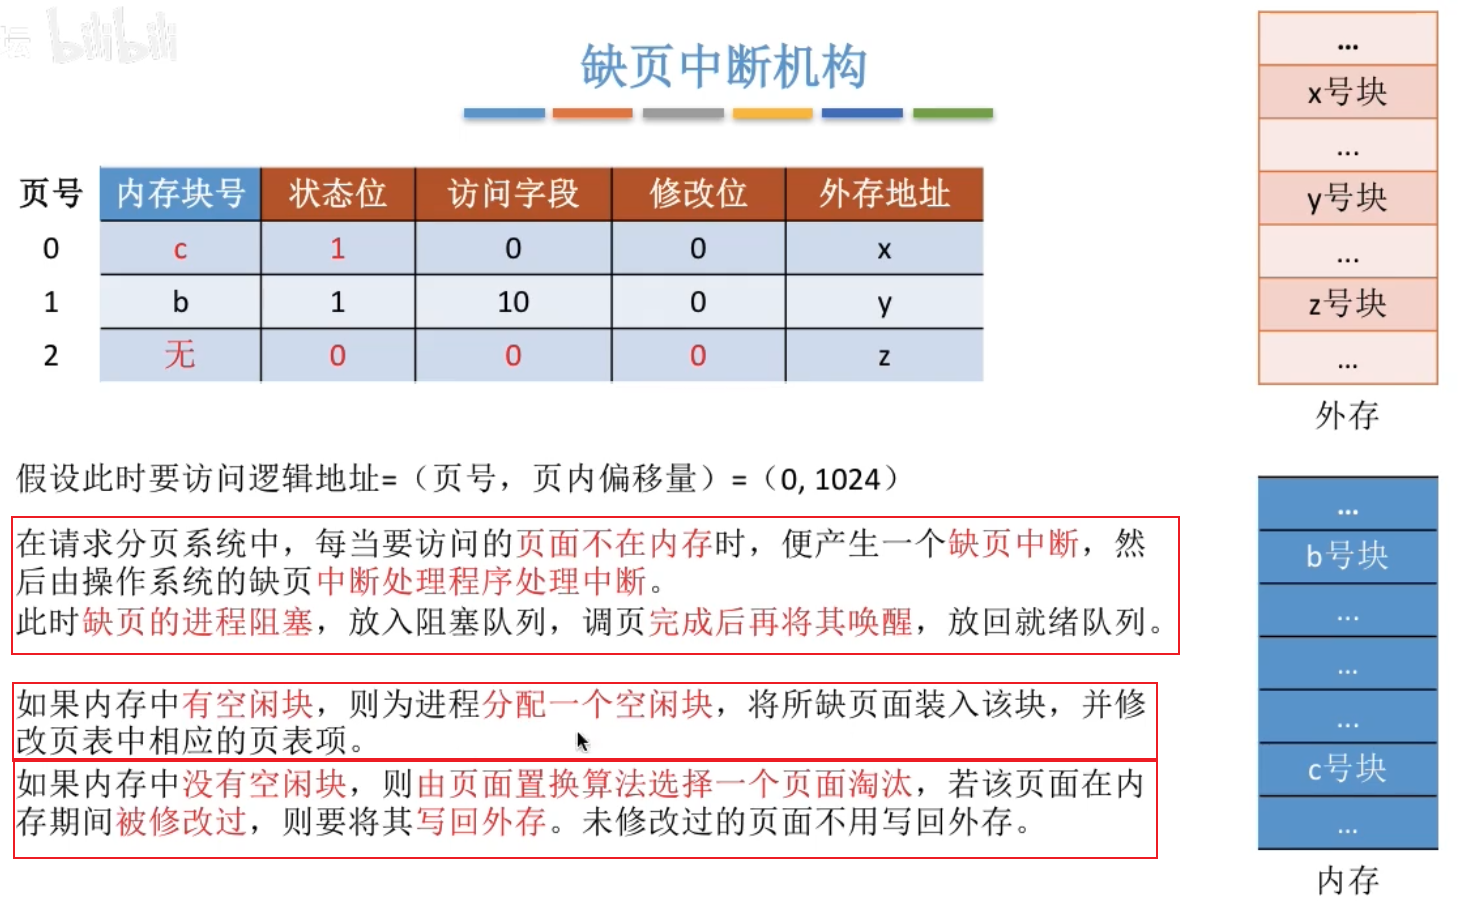 坛 bilibili
缺页中断机构
页号 内存块号 状态位 访问字段 修改位 外存地址
0 c 1 0 0 x
1 b 1 10 0 y
2 无 0 0 0 z
假设此时要访问逻辑地址=（页号，页内偏移量）=（0, 1024）
在请求分页系统中，每当要访问的页面不在内存时，便产生一个缺页中断，然
后由操作系统的缺页中断处理程序处理中断。
此时缺页的进程阻塞，放入阻塞队列，调页完成后再将其唤醒，放回就绪队列。
如果内存中有空闲块，则为进程分配一个空闲块，将所缺页面装入该块，并修
改页表中相应的页表项。
如果内存中没有空闲块，则由页面置换算法选择一个页面淘汰，若该页面在内
存期间被修改过，则要将其写回外存。未修改过的页面不用写回外存。
...
x号块
...
y号块
...
z号块
...
外存
...
b号块
...
...
...
c号块
...
内存